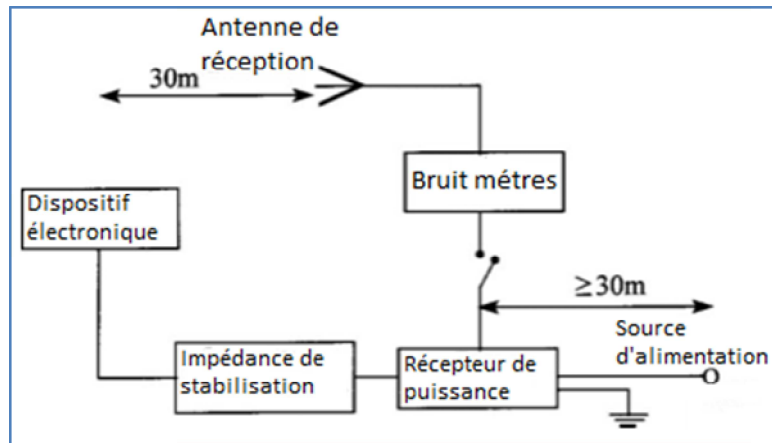 Antenne de
réception
30m
Bruit métres
Dispositif
électronique
≥30m
Source
d'alimentation
Impédance de
stabilisation
Récepteur de
puissance